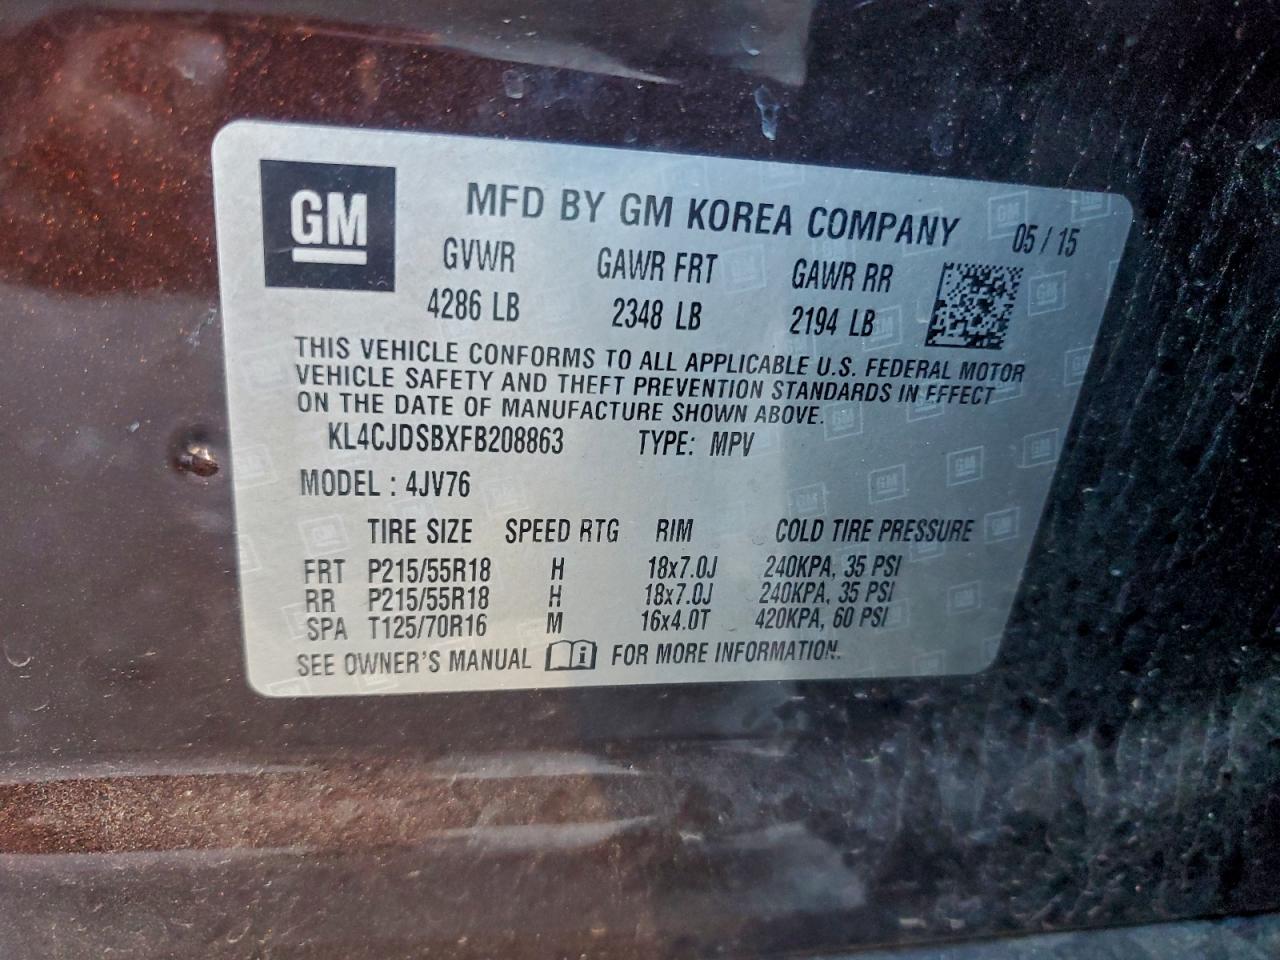 GM
MFD BY GM KOREA COMPANY 05 / 15
GVWR GAWR FRT GAWR RR
4286 LB 2348 LB 2194 LB
THIS VEHICLE CONFORMS TO ALL APPLICABLE U.S. FEDERAL MOTOR
VEHICLE SAFETY AND THEFT PREVENTION STANDARDS IN EFFECT
ON THE DATE OF MANUFACTURE SHOWN ABOVE.
KL4CJDSBXFB208863 TYPE: MPV
MODEL : 4JV76
TIRE SIZE SPEED RTG RIM COLD TIRE PRESSURE
FRT P215/55R18 H 18x7.0J 240KPA, 35 PSI
RR P215/55R18 H 18x7.0J 240KPA, 35 PSI
SPA T125/70R16 M 16x4.0T 420KPA, 60 PSI
SEE OWNER'S MANUAL i FOR MORE INFORMATION.